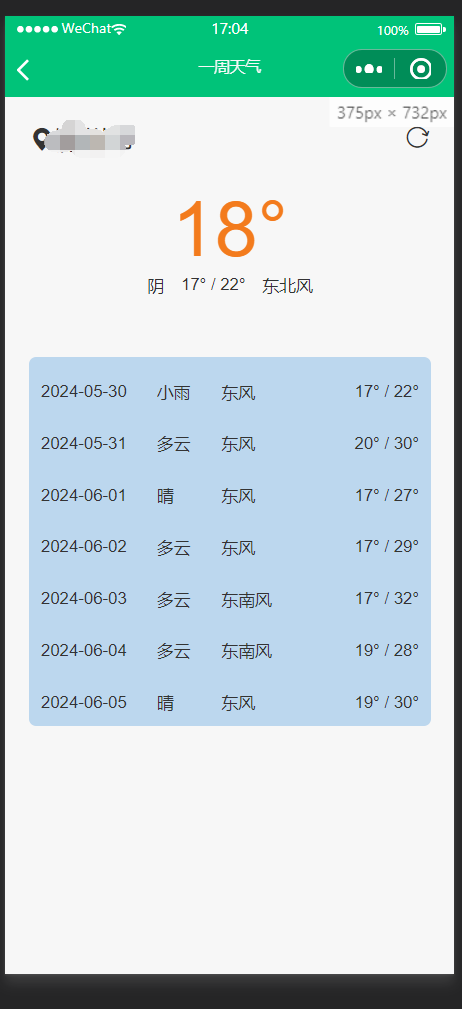 WeChat 17:04 100%
一周天气
375px × 732px
18°
阴 17° / 22° 东北风
2024-05-30 小雨 东风 17° / 22°
2024-05-31 多云 东风 20° / 30°
2024-06-01 晴 东风 17° / 27°
2024-06-02 多云 东风 17° / 29°
2024-06-03 多云 东南风 17° / 32°
2024-06-04 多云 东南风 19° / 28°
2024-06-05 晴 东风 19° / 30°